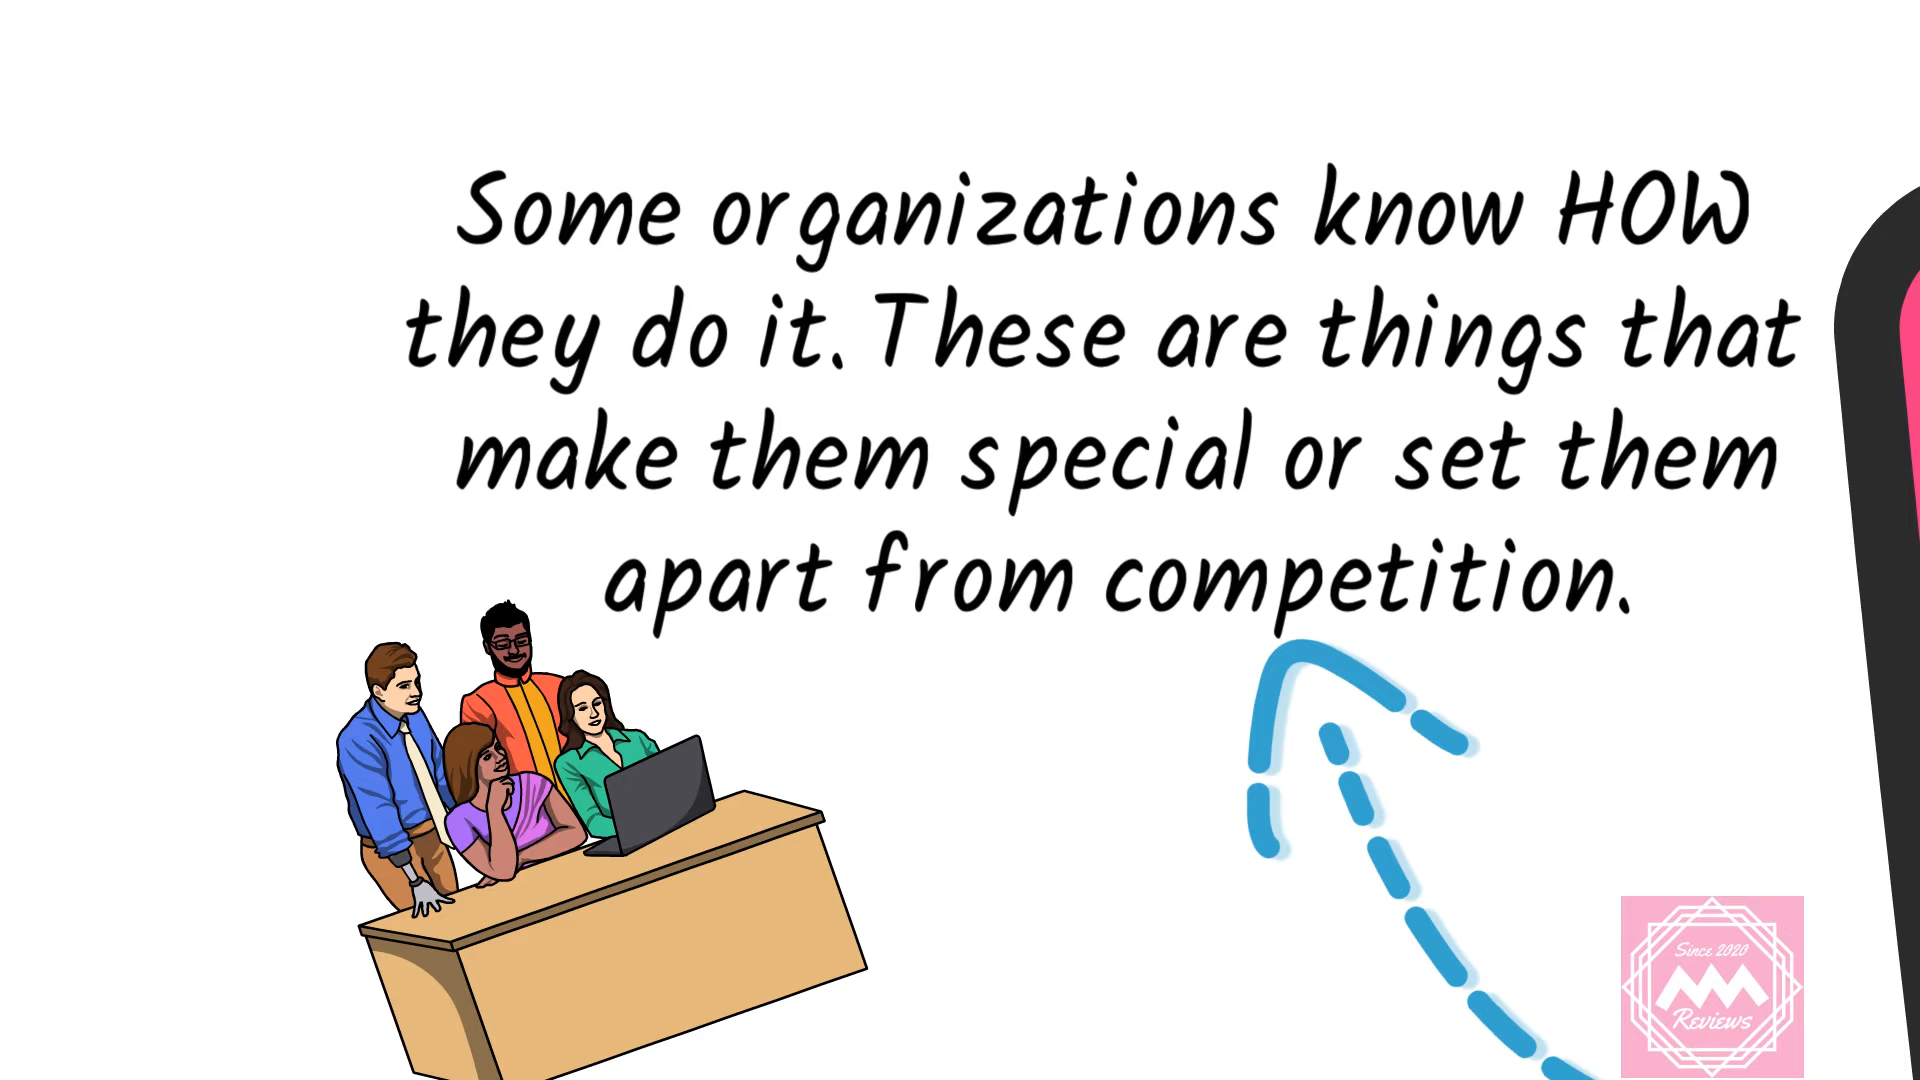 Some organizations know HOW
they do it. These are things that
make them special or set them
apart from competition.
Since 2020
Reviews